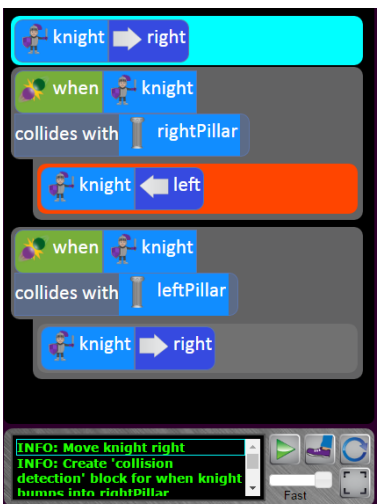 knight right
when knight
collides with rightPillar
knight left
when knight
collides with leftPillar
knight right
INFO: Move knight right
INFO: Create 'collision
detection' block for when knight
bumps into rightPillar
Fast